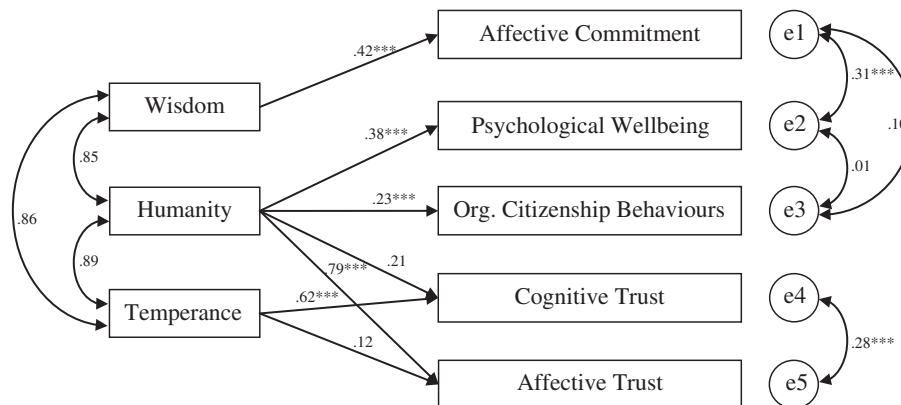 Affective Commitment
e1
.42***
.31***
Wisdom
Psychological Wellbeing
e2
.38***
.85
.01
Humanity
.23***
Org. Citizenship Behaviours
e3
.86
.89
.21
.79***
Temperance
.62***
Cognitive Trust
e4
.12
.28***
Affective Trust
e5